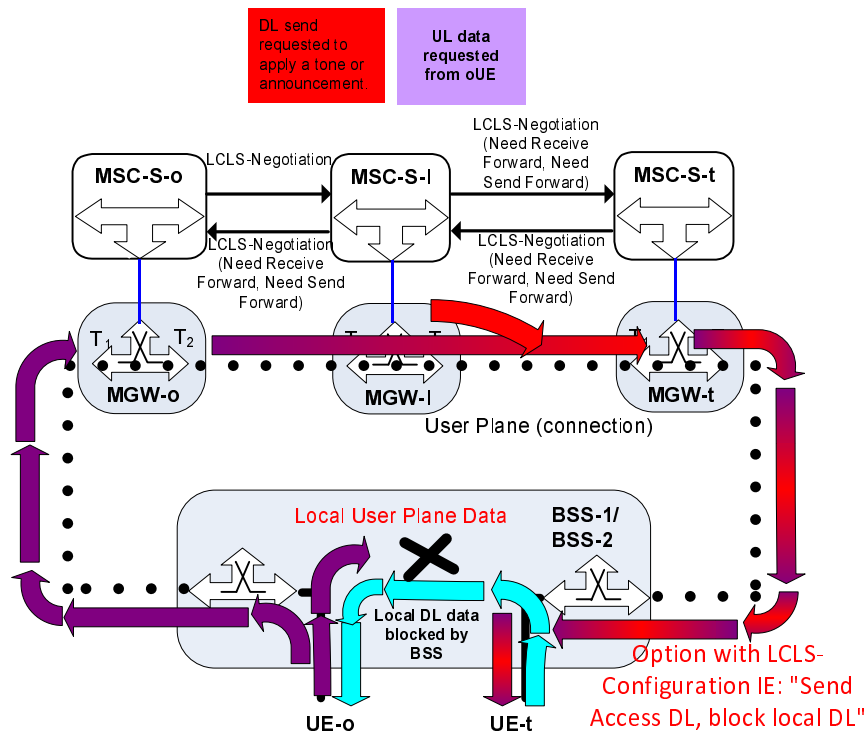 DL send
requested to
apply a tone or
announcement.
UL data
requested
from oUE
LCLS-Negotiation
LCLS-Negotiation
(Need Receive
Forward, Need
Send Forward)
MSC-S-o
MSC-S-I
MSC-S-t
LCLS-Negotiation
(Need Receive
Forward, Need Send
Forward)
LCLS-Negotiation
(Need Receive
Forward, Need Send
Forward)
T1
T2
MGW-o
MGW-I
MGW-t
User Plane (connection)
Local User Plane Data
BSS-1/
BSS-2
Local DL data
blocked by
BSS
Option with LCLS-
Configuration IE: "Send
Access DL, block local DL"
UE-o
UE-t